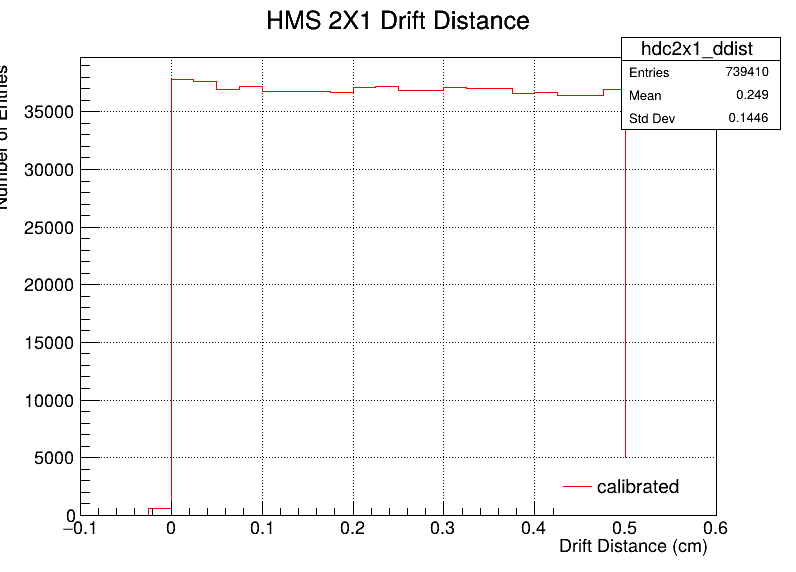 HMS 2X1 Drift Distance
hdc2x1_ddist
Entries 739410
Mean 0.249
Std Dev 0.1446
Number of Entries
35000
30000
25000
20000
15000
10000
5000
0
calibrated
−0.1 0 0.1 0.2 0.3 0.4 0.5 0.6
Drift Distance (cm)